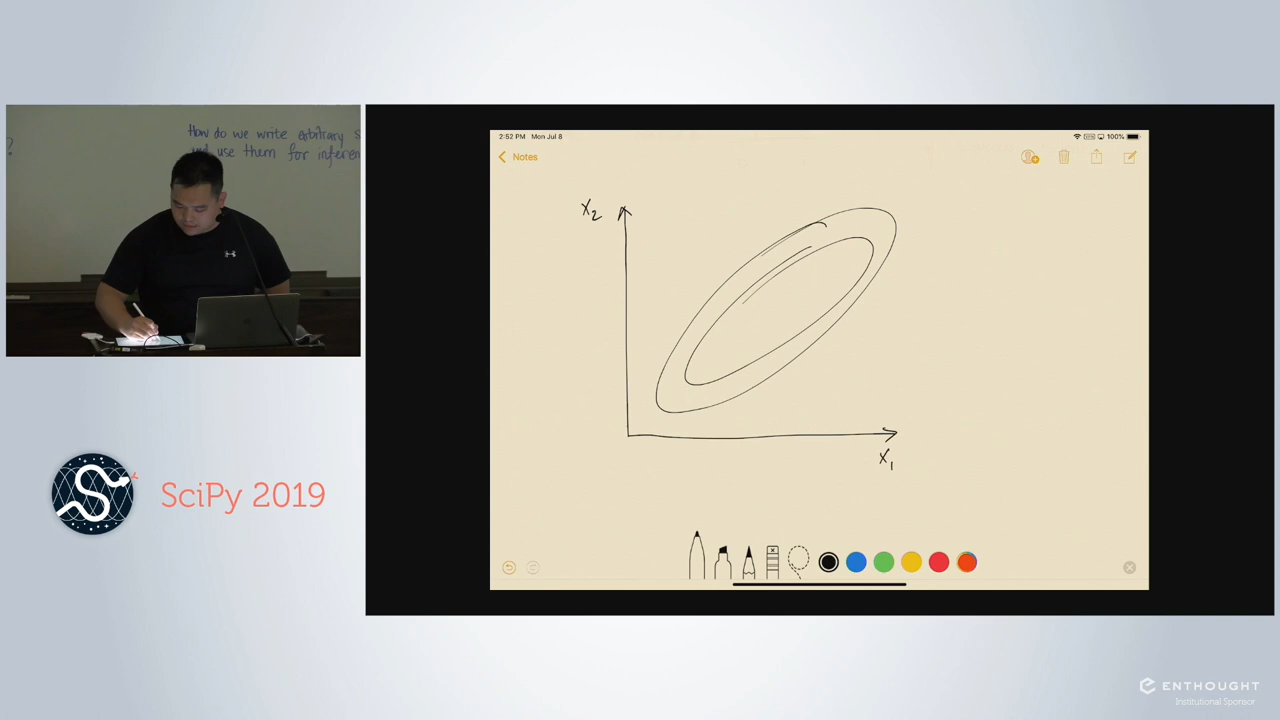 ?
How do we write arbitrary
and use them for inferen
2:52 PM Mon Jul 8
100%
Notes
X2
X1
SciPy 2019
ENTHOUGHT
Institutional Sponsor